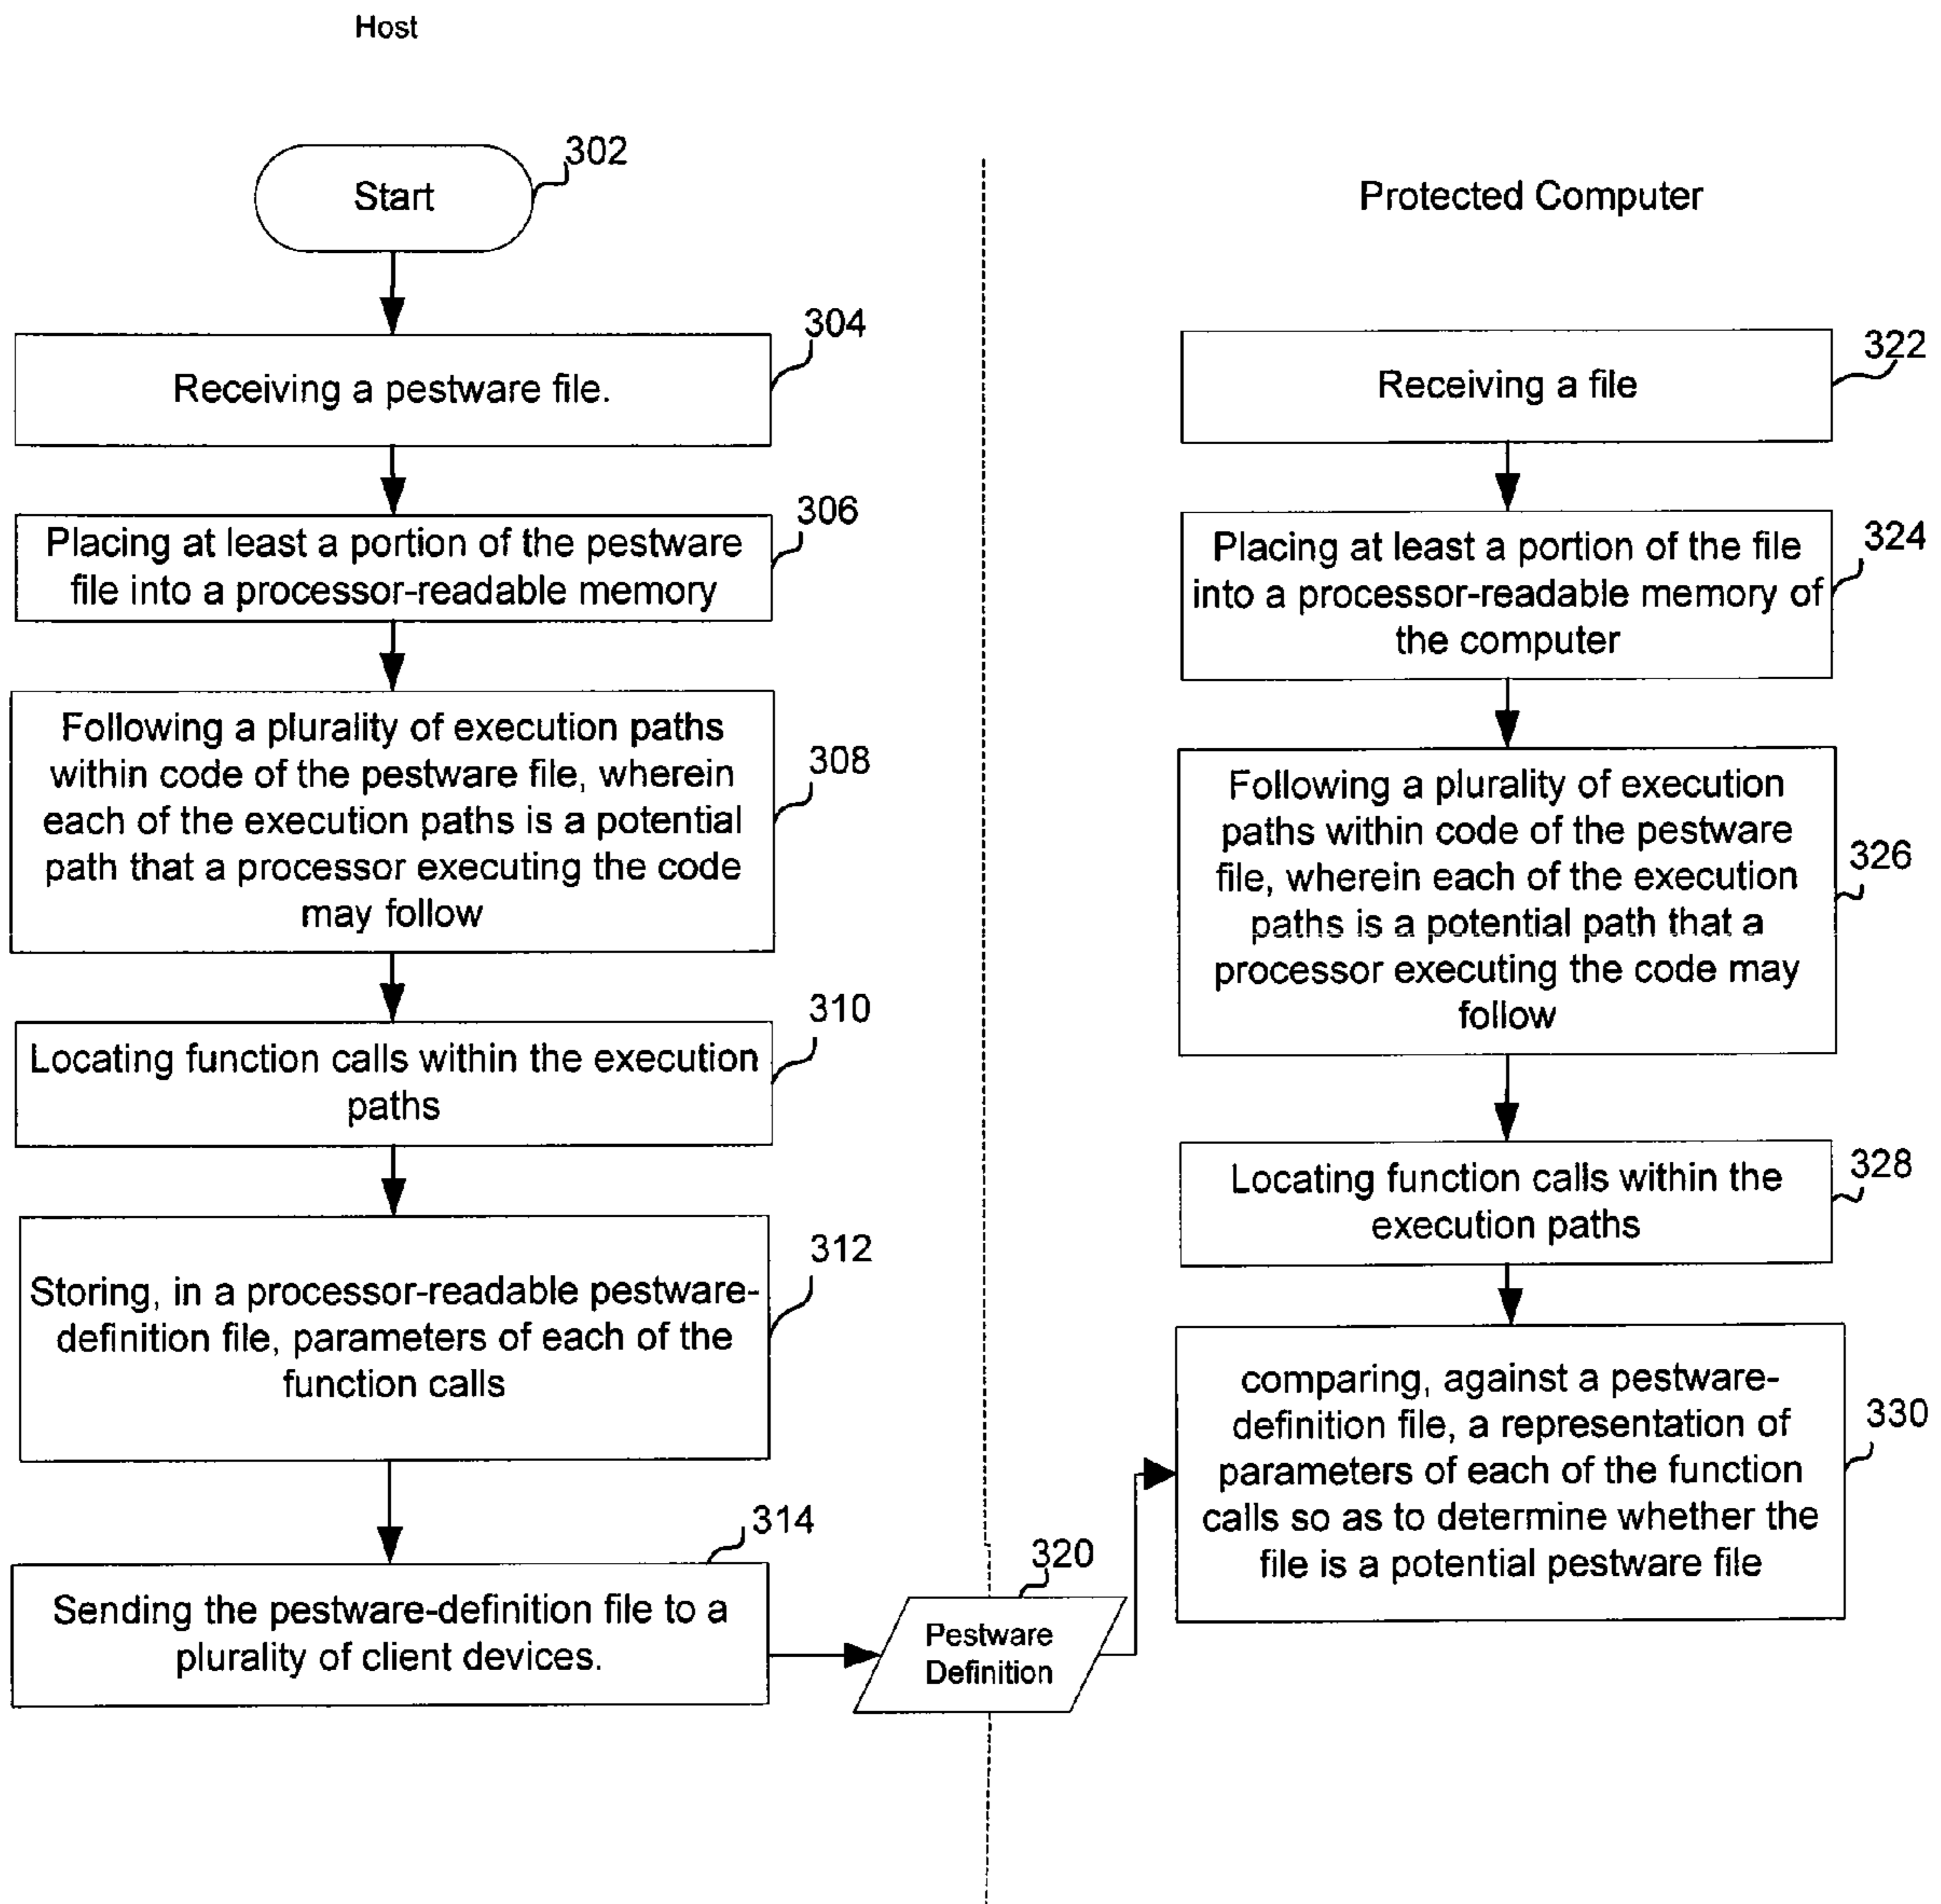 Host
302
Start
304
Receiving a pestware file.
306
Placing at least a portion of the pestware
file into a processor-readable memory
Following a plurality of execution paths
within code of the pestware file, wherein
each of the execution paths is a potential
path that a processor executing the code
may follow
308
310
Locating function calls within the execution
paths
312
Storing, in a processor-readable pestware-
definition file, parameters of each of the
function calls
314
Sending the pestware-definition file to a
plurality of client devices.
320
Pestware
Definition
Protected Computer
322
Receiving a file
324
Placing at least a portion of the file
into a processor-readable memory of
the computer
Following a plurality of execution
paths within code of the pestware
file, wherein each of the execution
paths is a potential path that a
processor executing the code may
follow
326
328
Locating function calls within the
execution paths
comparing, against a pestware-
definition file, a representation of
parameters of each of the function
calls so as to determine whether the
file is a potential pestware file
330